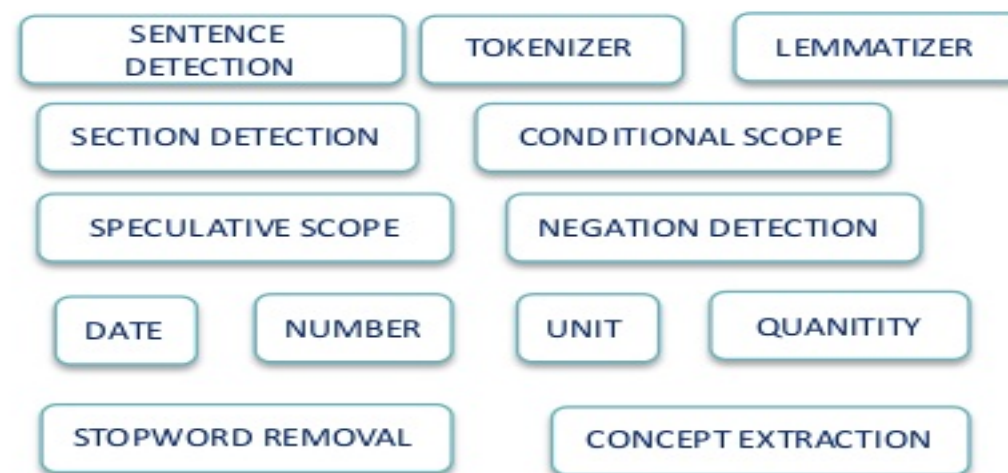 SENTENCE
DETECTION
TOKENIZER
LEMMATIZER
SECTION DETECTION
CONDITIONAL SCOPE
SPECULATIVE SCOPE
NEGATION DETECTION
DATE
NUMBER
UNIT
QUANITITY
STOPWORD REMOVAL
CONCEPT EXTRACTION